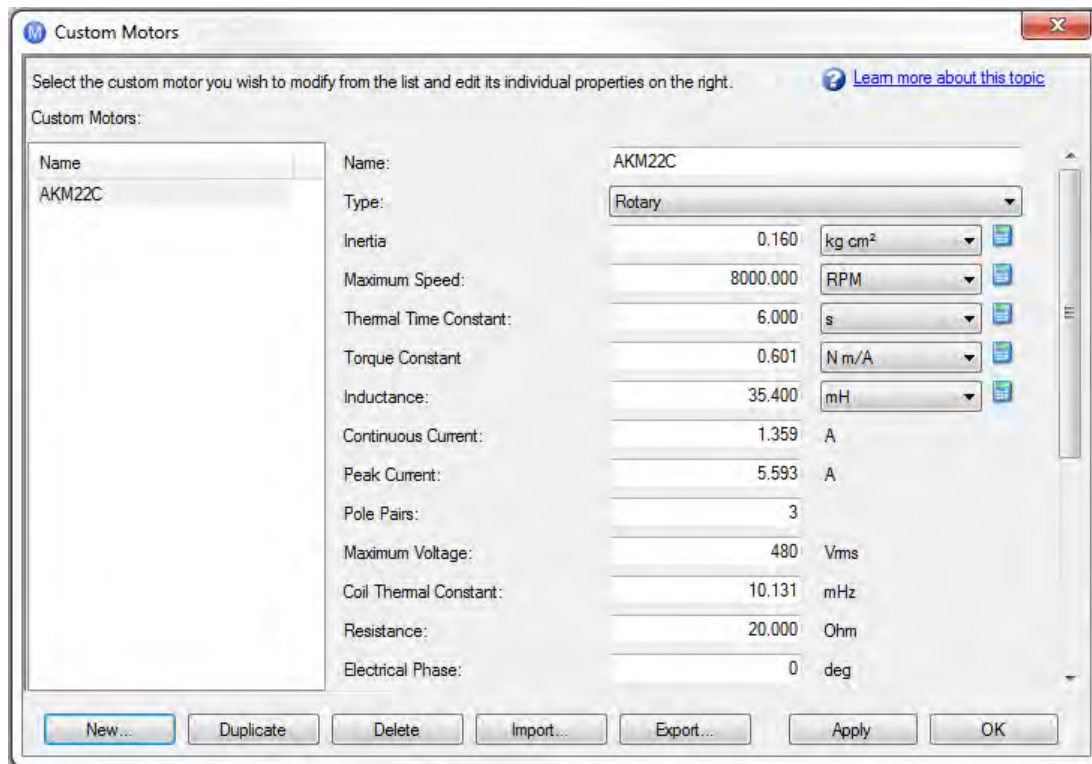 Custom Motors
Select the custom motor you wish to modify from the list and edit its individual properties on the right.
Learn more about this topic
Custom Motors:
Name
AKM22C
Name: AKM22C
Type: Rotary
Inertia 0.160 kg cm²
Maximum Speed: 8000.000 RPM
Thermal Time Constant: 6.000 s
Torque Constant 0.601 N m/A
Inductance: 35.400 mH
Continuous Current: 1.359 A
Peak Current: 5.593 A
Pole Pairs: 3
Maximum Voltage: 480 Vrms
Coil Thermal Constant: 10.131 mHz
Resistance: 20.000 Ohm
Electrical Phase: 0 deg
New... Duplicate Delete Import... Export... Apply OK